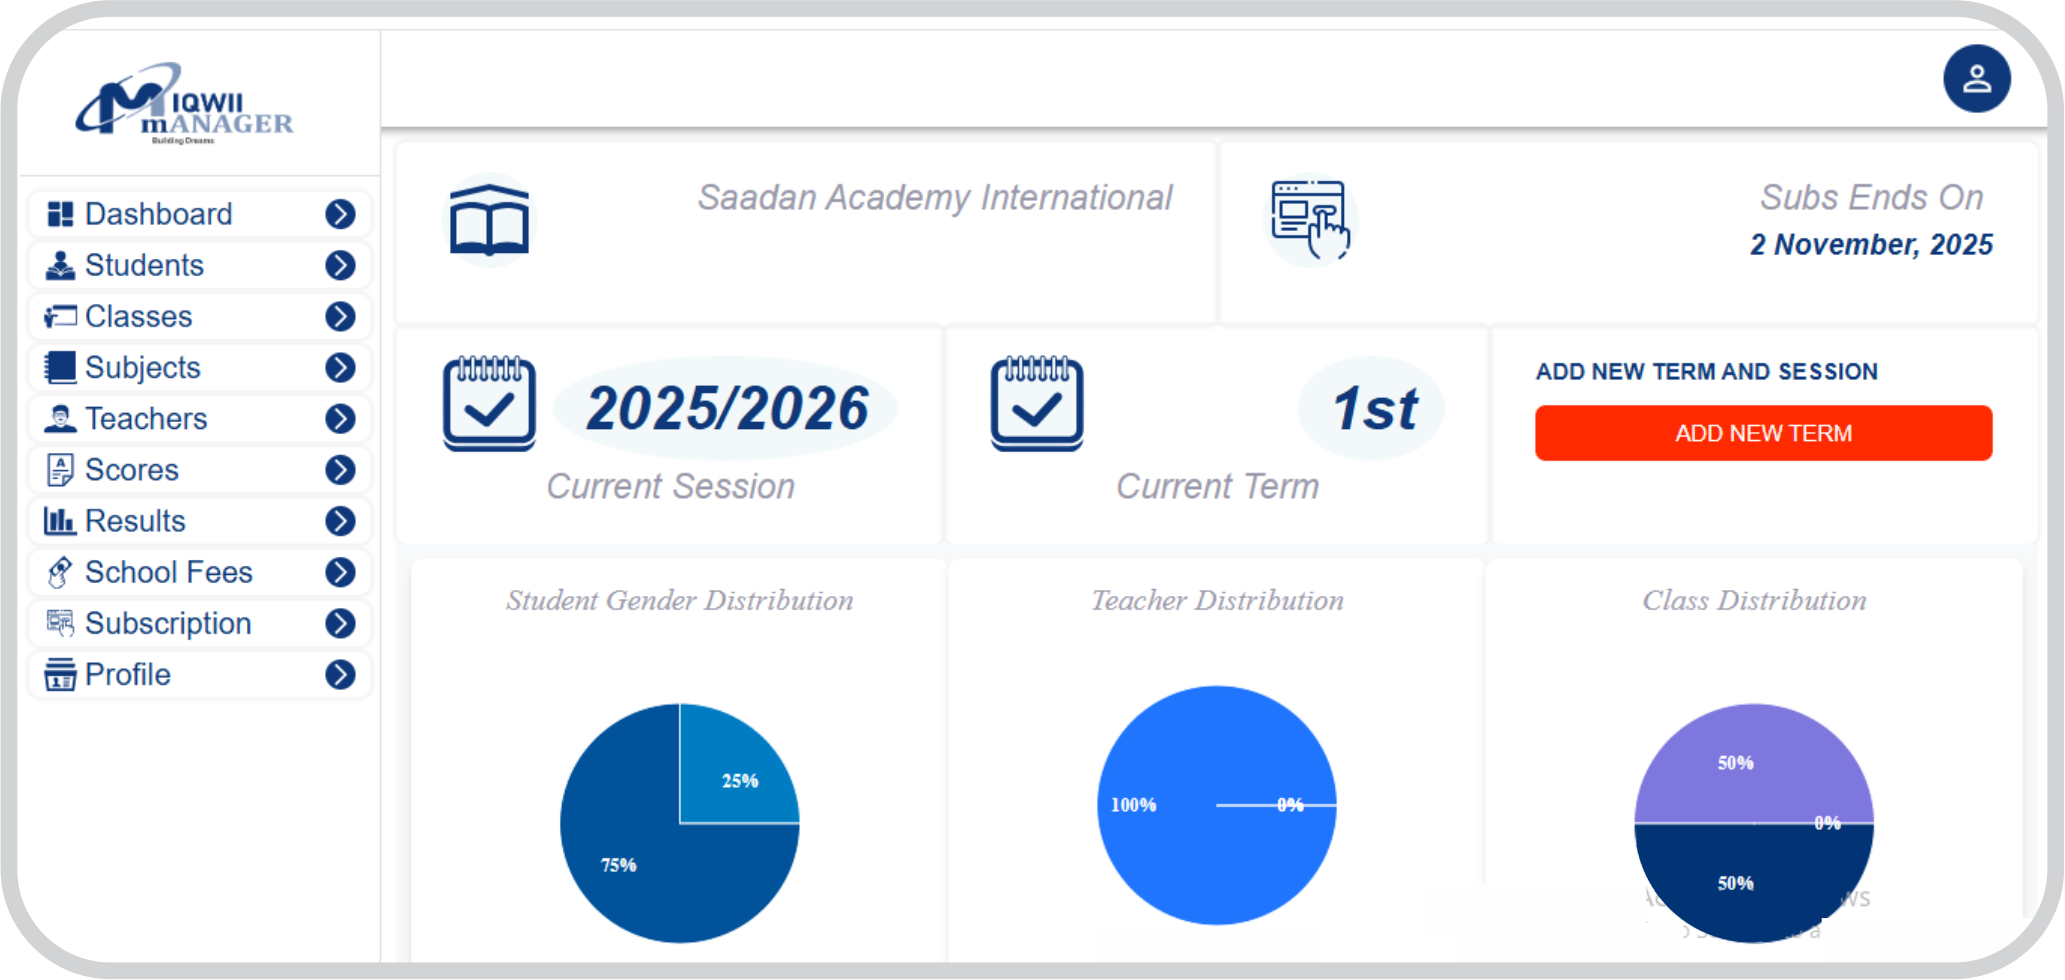 IQWII
mANAGER
Building Dreams
Dashboard
Students
Classes
Subjects
Teachers
Scores
Results
School Fees
Subscription
Profile
Saadan Academy International
Subs Ends On
2 November, 2025
2025/2026
Current Session
1st
Current Term
ADD NEW TERM AND SESSION
ADD NEW TERM
Student Gender Distribution
25%
75%
Teacher Distribution
100%
0%
Class Distribution
50%
0%
50%